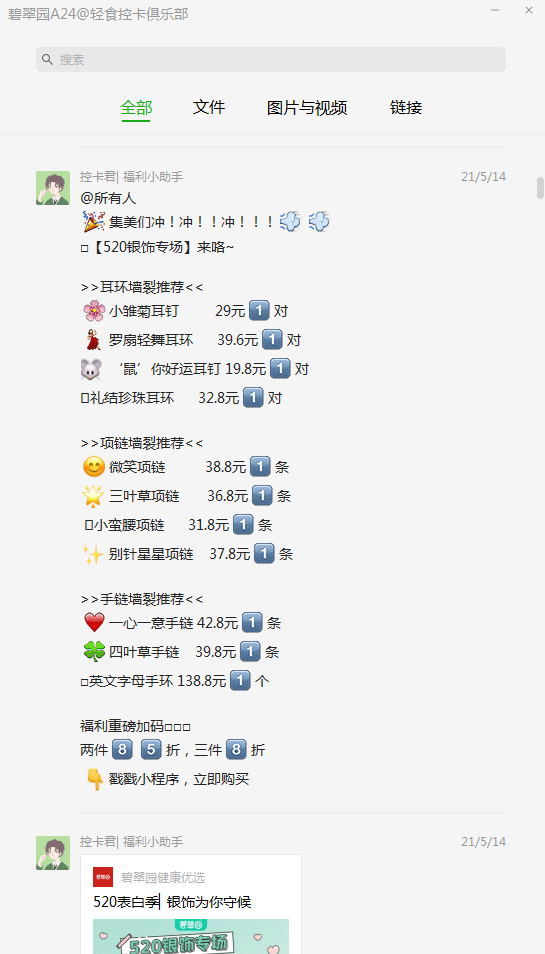 碧翠园A24@轻食控卡俱乐部
搜索
全部 文件 图片与视频 链接
控卡君| 福利小助手 21/5/14
@所有人
🎉集美们冲！冲！！冲！！！💨 💨
□【520银饰专场】来咯~
>>耳环墙裂推荐<<
🌸小雏菊耳钉 29元1️⃣对
💃罗扇轻舞耳环 39.6元1️⃣对
🐭‘鼠’你好运耳钉 19.8元1️⃣对
□礼结珍珠耳环 32.8元1️⃣对
>>项链墙裂推荐<<
😊微笑项链 38.8元1️⃣条
🌟三叶草项链 36.8元1️⃣条
□小蛮腰项链 31.8元1️⃣条
✨别针星星项链 37.8元1️⃣条
>>手链墙裂推荐<<
❤️一心一意手链 42.8元1️⃣条
🍀四叶草手链 39.8元1️⃣条
□英文字母手环 138.8元1️⃣个
福利重磅加码□□□
两件8️⃣ 5️⃣折，三件8️⃣折
👇戳戳小程序，立即购买
控卡君| 福利小助手 21/5/14
碧翠园健康优选
520表白季| 银饰为你守候
碧翠园
520银饰专场